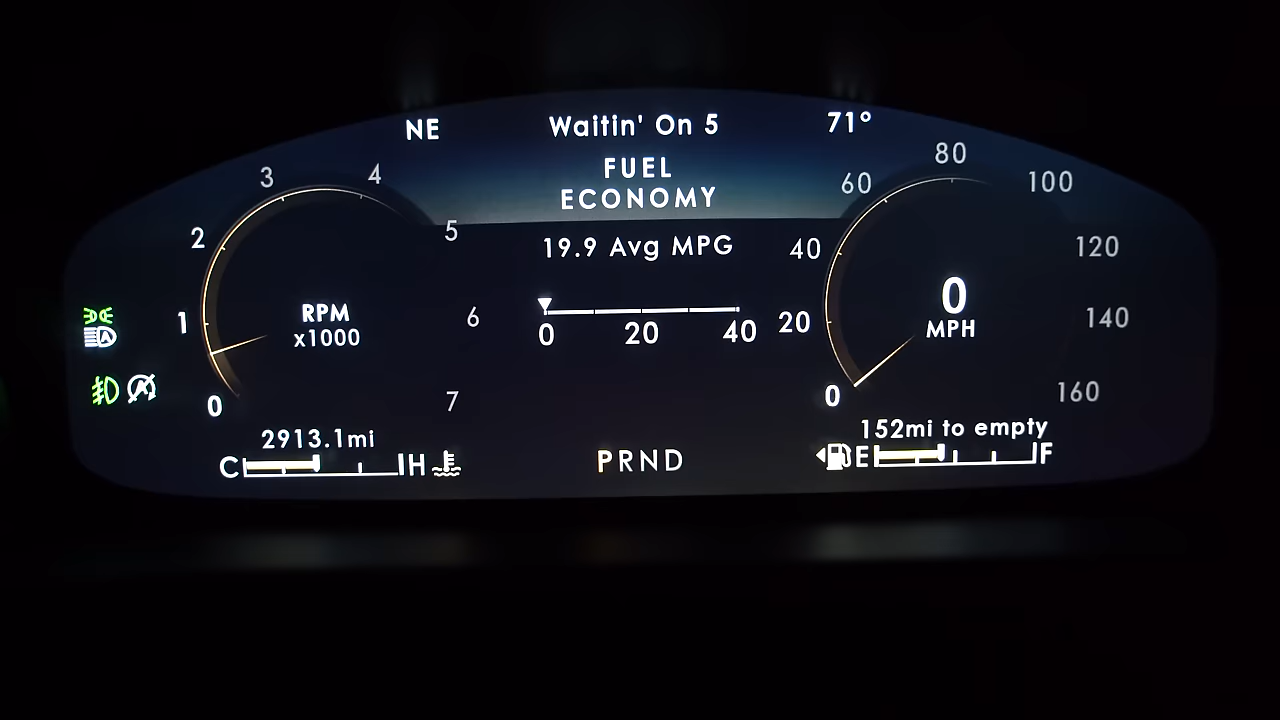 NE
Waitin' On 5
71°
FUEL
ECONOMY
19.9 Avg MPG
0 20 40
0
1
2
3
4
5
6
7
RPM
x1000
0
20
40
60
80
100
120
140
160
0
MPH
2913.1mi
C H
PRND
152mi to empty
E F